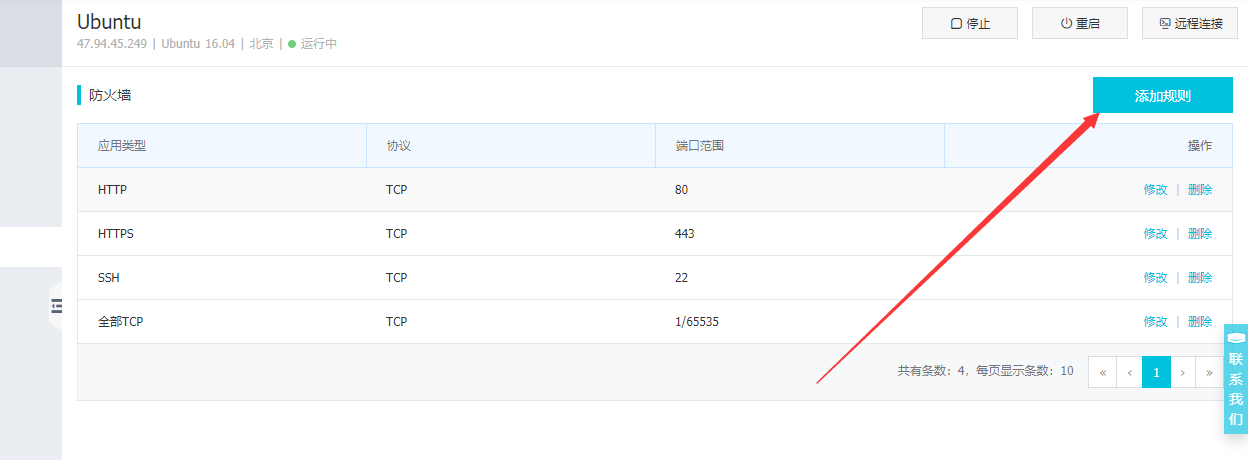 Ubuntu
停止
重启
远程连接
47.94.45.249 | Ubuntu 16.04 | 北京 | 运行中
防火墙
添加规则
应用类型 协议 端口范围 操作
HTTP TCP 80 修改 | 删除
HTTPS TCP 443 修改 | 删除
SSH TCP 22 修改 | 删除
全部TCP TCP 1/65535 修改 | 删除
共有条数: 4, 每页显示条数: 10 « ‹ 1 › »
联
系
我
们